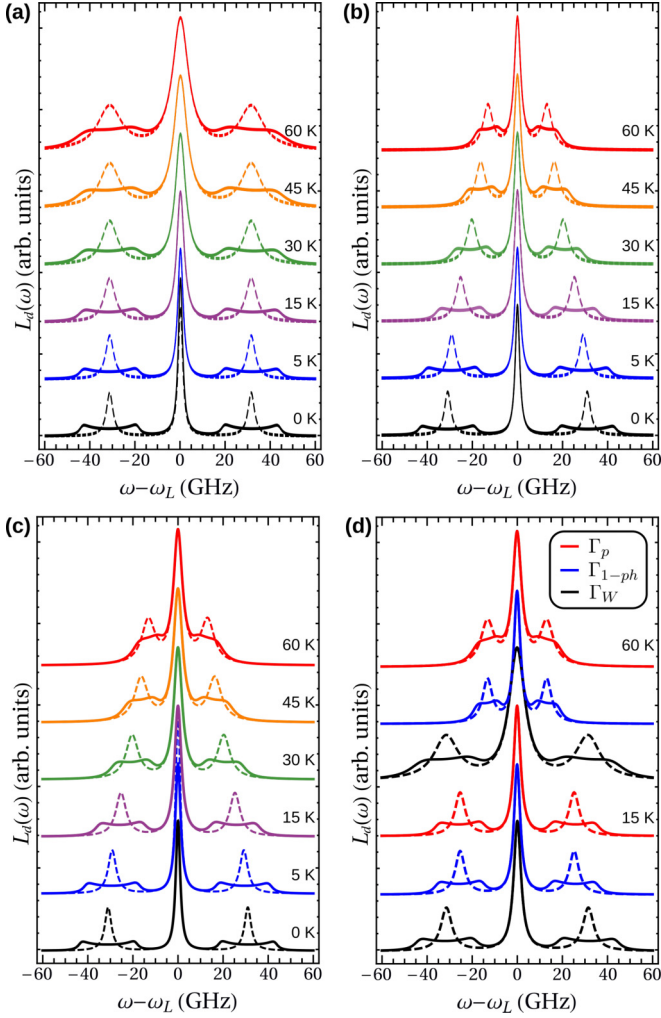 (a)
60 K
45 K
30 K
15 K
5 K
0 K
L_d(ω) (arb. units)
−60 −40 −20 0 20 40 60
ω−ω_L (GHz)
(b)
60 K
45 K
30 K
15 K
5 K
0 K
L_d(ω) (arb. units)
−60 −40 −20 0 20 40 60
ω−ω_L (GHz)
(c)
60 K
45 K
30 K
15 K
5 K
0 K
L_d(ω) (arb. units)
−60 −40 −20 0 20 40 60
ω−ω_L (GHz)
(d)
Γ_p
Γ_{1−ph}
Γ_W
60 K
15 K
L_d(ω) (arb. units)
−60 −40 −20 0 20 40 60
ω−ω_L (GHz)